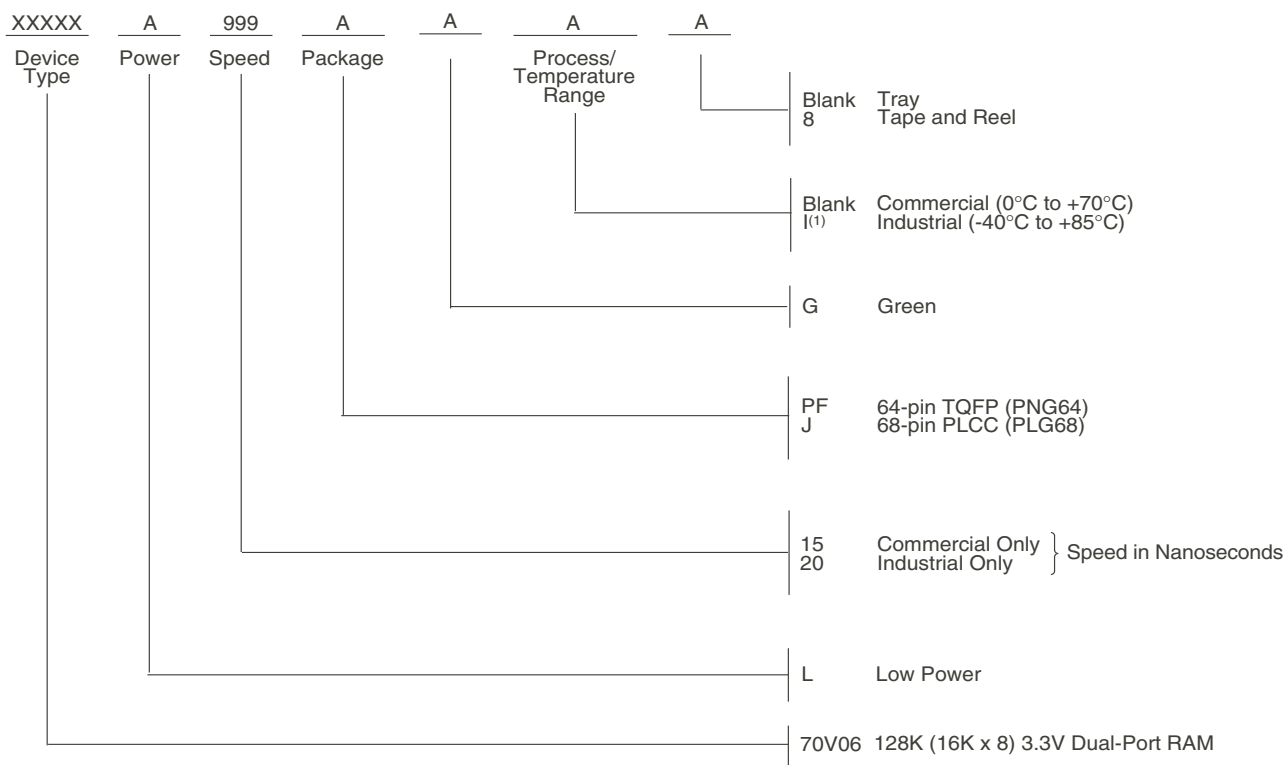 XXXXX A 999 A A A A
Device Type
Power
Speed
Package
Process/
Temperature
Range
Blank Tray
8 Tape and Reel
Blank Commercial (0°C to +70°C)
I(1) Industrial (-40°C to +85°C)
G Green
PF 64-pin TQFP (PNG64)
J 68-pin PLCC (PLG68)
15 Commercial Only
20 Industrial Only
Speed in Nanoseconds
L Low Power
70V06 128K (16K x 8) 3.3V Dual-Port RAM